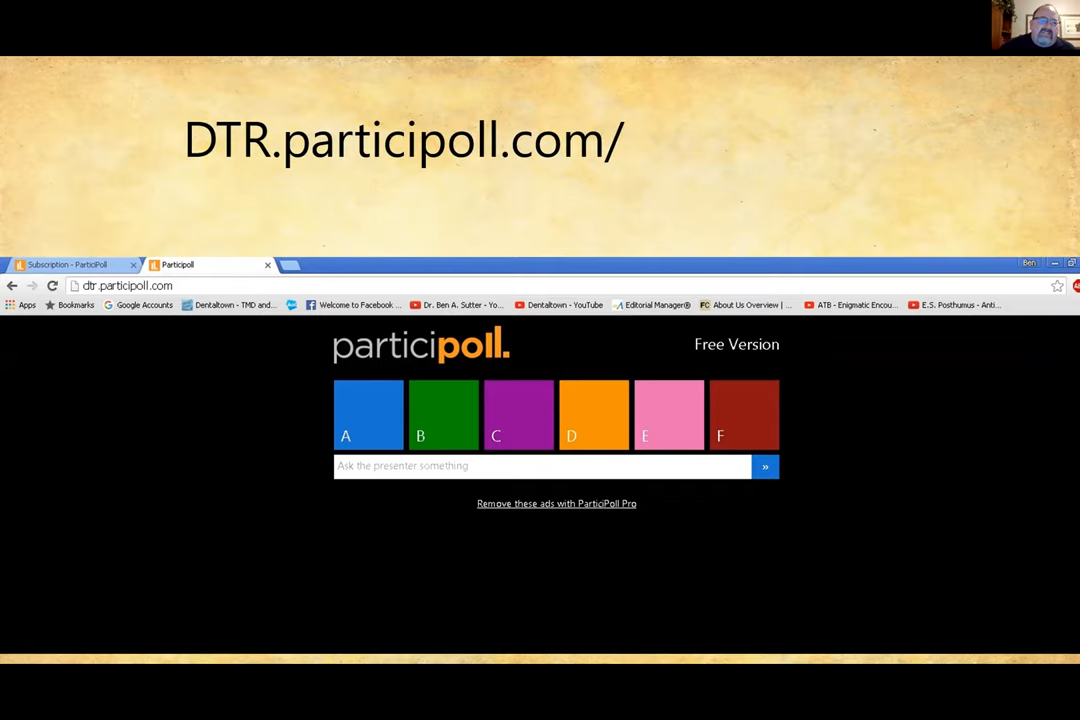 DTR.participoll.com/
Subscription - ParticiPoll
Participoll
Ben
dtr.participoll.com
Apps Bookmarks Google Accounts Dentaltown - TMD and... Welcome to Facebook ... Dr. Ben A. Sutter - Yo... Dentaltown - YouTube Editorial Manager® About Us Overview | ... ATB - Enigmatic Encou... E.S. Posthumus - Anti...
participoll.
Free Version
A B C D E F
Ask the presenter something »
Remove these ads with ParticiPoll Pro